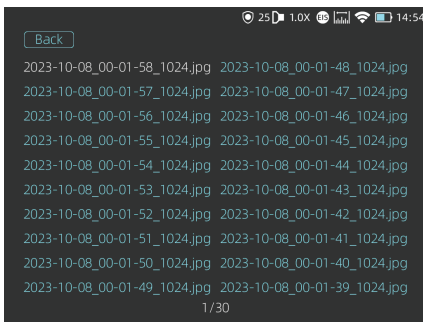 25 1.0X EIS 14:54
Back
2023-10-08_00-01-58_1024.jpg 2023-10-08_00-01-48_1024.jpg
2023-10-08_00-01-57_1024.jpg 2023-10-08_00-01-47_1024.jpg
2023-10-08_00-01-56_1024.jpg 2023-10-08_00-01-46_1024.jpg
2023-10-08_00-01-55_1024.jpg 2023-10-08_00-01-45_1024.jpg
2023-10-08_00-01-54_1024.jpg 2023-10-08_00-01-44_1024.jpg
2023-10-08_00-01-53_1024.jpg 2023-10-08_00-01-43_1024.jpg
2023-10-08_00-01-52_1024.jpg 2023-10-08_00-01-42_1024.jpg
2023-10-08_00-01-51_1024.jpg 2023-10-08_00-01-41_1024.jpg
2023-10-08_00-01-50_1024.jpg 2023-10-08_00-01-40_1024.jpg
2023-10-08_00-01-49_1024.jpg 2023-10-08_00-01-39_1024.jpg
1/30